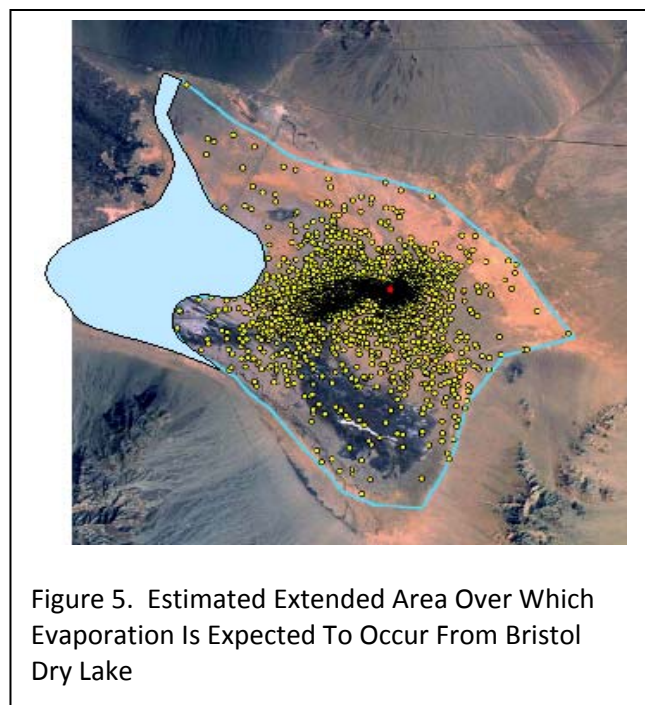 Figure 5.  Estimated Extended Area Over Which
Evaporation Is Expected To Occur From Bristol
Dry Lake